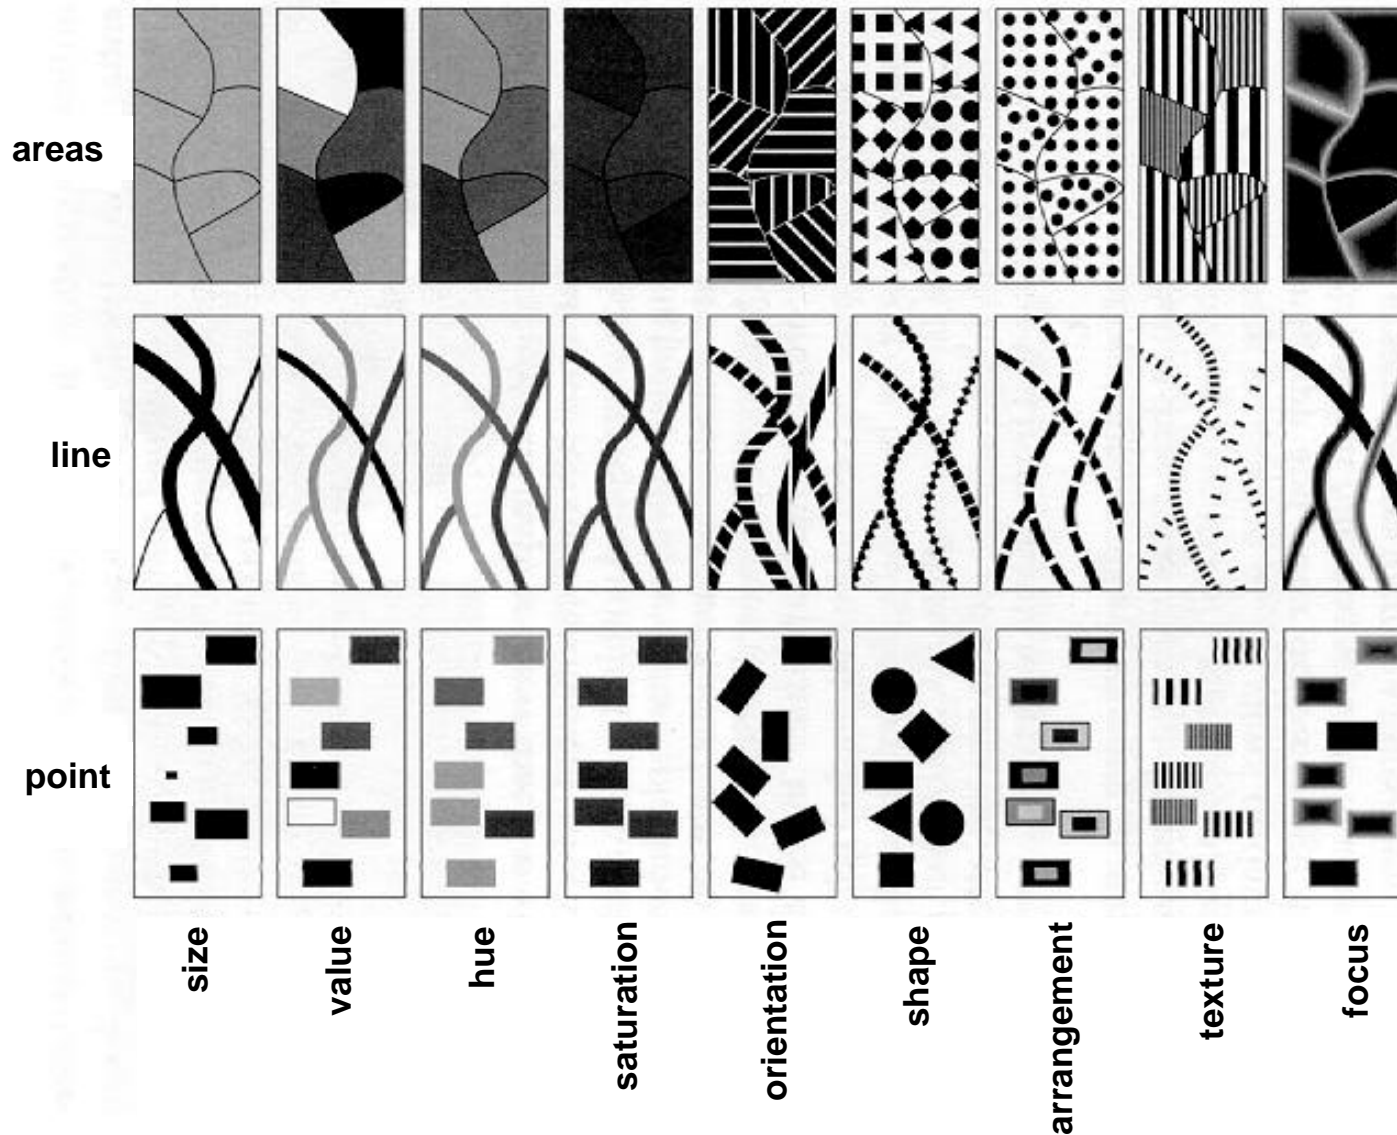 areas
line
point
size
value
hue
saturation
orientation
shape
arrangement
texture
focus